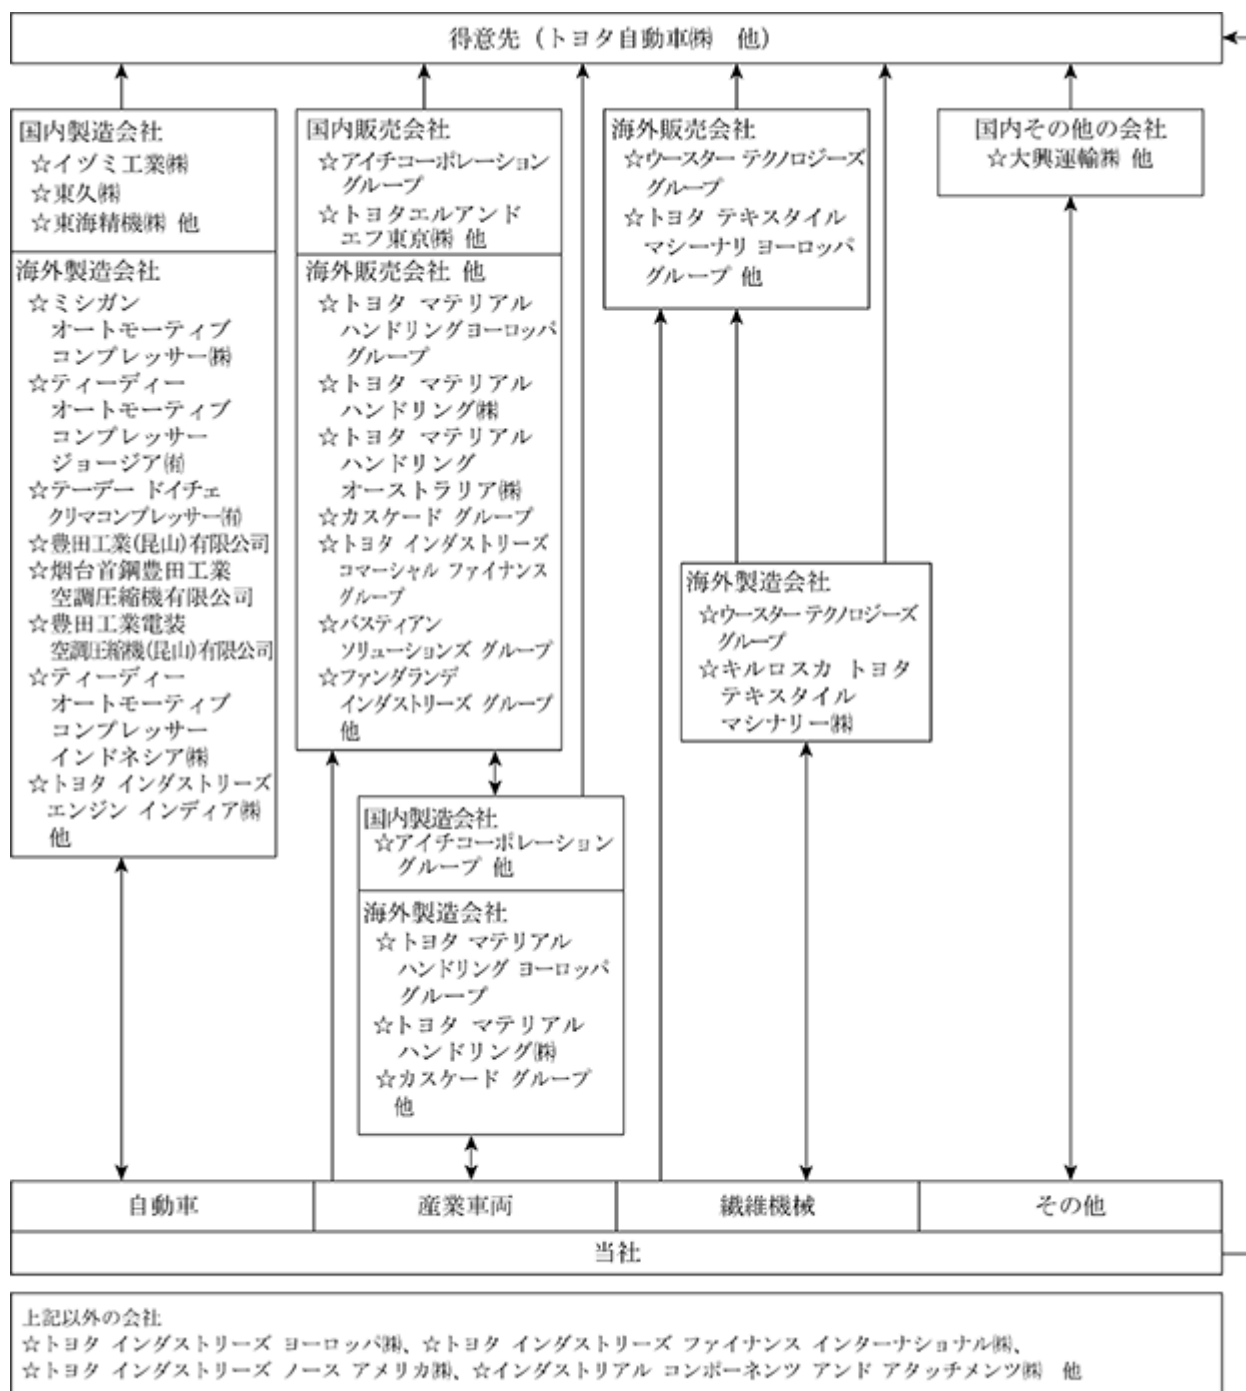 得意先（トヨタ自動車㈱　他）
国内製造会社
☆イヅミ工業㈱
☆東久㈱
☆東海精機㈱ 他
海外製造会社
☆ミシガン
オートモーティブ
コンプレッサー㈱
☆ティーディー
オートモーティブ
コンプレッサー
ジョージア㈲
☆テーデー ドイチェ
クリマコンプレッサー㈲
☆豊田工業(昆山)有限公司
☆烟台首鋼豊田工業
空調圧縮機有限公司
☆豊田工業電装
空調圧縮機(昆山)有限公司
☆ティーディー
オートモーティブ
コンプレッサー
インドネシア㈱
☆トヨタ インダストリーズ
エンジン インディア㈱
他
国内販売会社
☆アイチコーポレーション
グループ
☆トヨタエルアンド
エフ東京㈱ 他
海外販売会社 他
☆トヨタ マテリアル
ハンドリングヨーロッパ
グループ
☆トヨタ マテリアル
ハンドリング㈱
☆トヨタ マテリアル
ハンドリング
オーストラリア㈱
☆カスケード グループ
☆トヨタ インダストリーズ
コマーシャル ファイナンス
グループ
☆バスティアン
ソリューションズ グループ
☆ファンダランデ
インダストリーズ グループ
他
国内製造会社
☆アイチコーポレーション
グループ 他
海外製造会社
☆トヨタ マテリアル
ハンドリング ヨーロッパ
グループ
☆トヨタ マテリアル
ハンドリング㈱
☆カスケード グループ
他
海外販売会社
☆ウースター テクノロジーズ
グループ
☆トヨタ テキスタイル
マシーナリ ヨーロッパ
グループ 他
海外製造会社
☆ウースター テクノロジーズ
グループ
☆キルロスカ トヨタ
テキスタイル
マシナリー㈱
国内その他の会社
☆大興運輸㈱ 他
自動車
産業車両
繊維機械
その他
当社
上記以外の会社
☆トヨタ インダストリーズ ヨーロッパ㈱、☆トヨタ インダストリーズ ファイナンス インターナショナル㈱、
☆トヨタ インダストリーズ ノース アメリカ㈱、☆インダストリアル コンポーネンツ アンド アタッチメンツ㈱　他